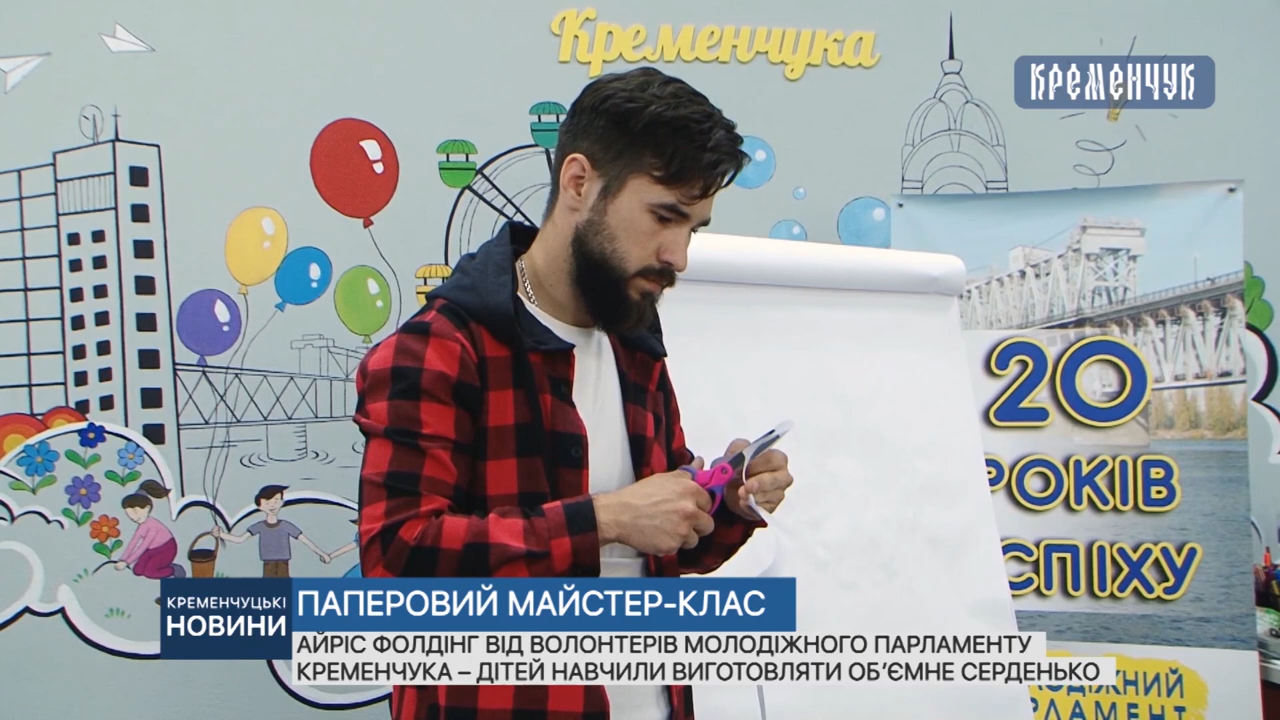 Кременчука
КРЕМЕНЧУК
20
РОКІВ
СПІХУ
КРЕМЕНЧУЦЬКІ
НОВИНИ
ПАПЕРОВИЙ МАЙСТЕР-КЛАС
АЙРІС ФОЛДІНГ ВІД ВОЛОНТЕРІВ МОЛОДІЖНОГО ПАРЛАМЕНТУ
КРЕМЕНЧУКА – ДІТЕЙ НАВЧИЛИ ВИГОТОВЛЯТИ ОБ’ЄМНЕ СЕРДЕНЬКО
ОДІЖНИЙ
РЛАМЕНТ